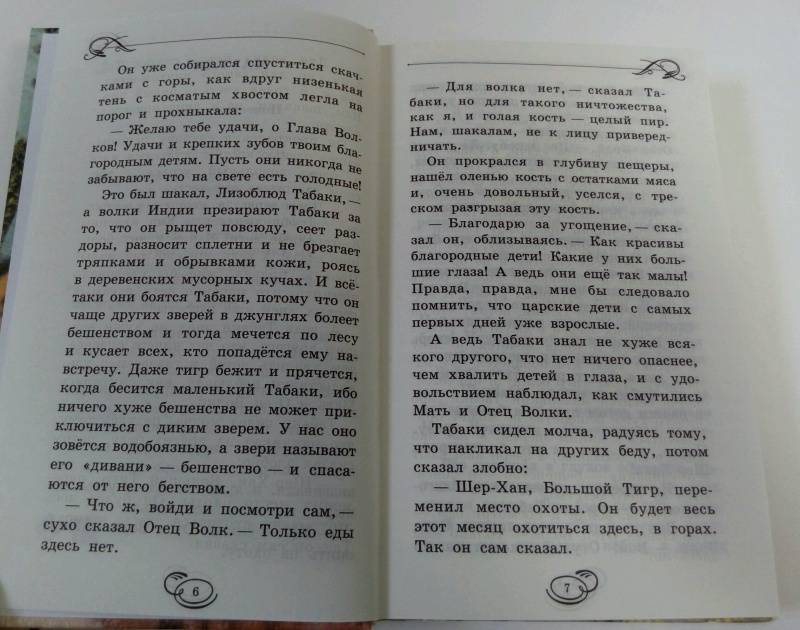 Он уже собирался спуститься скач-
ками с горы, как вдруг низенькая
тень с косматым хвостом легла на
порог и прохныкала:
— Желаю тебе удачи, о Глава Вол-
ков! Удачи и крепких зубов твоим бла-
городным детям. Пусть они никогда не
забывают, что на свете есть голодные!
Это был шакал, Лизоблюд Табаки,—
а волки Индии презирают Табаки за
то, что он рыщет повсюду, сеет раз-
доры, разносит сплетни и не брезгает
тряпками и обрывками кожи, роясь
в деревенских мусорных кучах. И всё-
таки они боятся Табаки, потому что он
чаще других зверей в джунглях болеет
бешенством и тогда мечется по лесу
и кусает всех, кто попадётся ему на-
встречу. Даже тигр бежит и прячется,
когда бесится маленький Табаки, ибо
ничего хуже бешенства не может при-
ключиться с диким зверем. У нас оно
зовётся водобоязнью, а звери называют
его «дивани» — бешенство — и спаса-
ются от него бегством.
— Что ж, войди и посмотри сам,—
сухо сказал Отец Волк.— Только еды
здесь нет.
6
— Для волка нет,— сказал Та-
баки, но для такого ничтожества,
как я, и голая кость — целый пир.
Нам, шакалам, не к лицу приверед-
ничать.
Он прокрался в глубину пещеры,
нашёл оленью кость с остатками мяса
и, очень довольный, уселся, с тре-
ском разгрызая эту кость.
— Благодарю за угощение,— ска-
зал он, облизываясь.— Как красивы
благородные дети! Какие у них боль-
шие глаза! А ведь они ещё так малы!
Правда, правда, мне бы следовало
помнить, что царские дети с самых
первых дней уже взрослые.
А ведь Табаки знал не хуже вся-
кого другого, что нет ничего опаснее,
чем хвалить детей в глаза, и с удо-
вольствием наблюдал, как смутились
Мать и Отец Волки.
Табаки сидел молча, радуясь тому,
что накликал на других беду, потом
сказал злобно:
— Шер-Хан, Большой Тигр, пере-
менил место охоты. Он будет весь
этот месяц охотиться здесь, в горах.
Так он сам сказал.
7